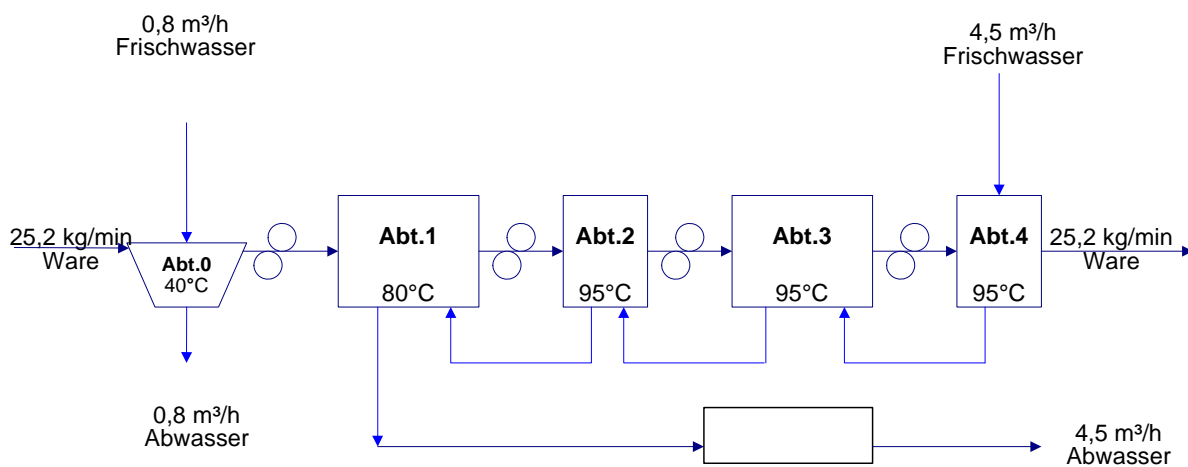 0,8 m³/h
Frischwasser
4,5 m³/h
Frischwasser
25,2 kg/min
Ware
Abt.0
40°C
Abt.1
80°C
Abt.2
95°C
Abt.3
95°C
Abt.4
95°C
25,2 kg/min
Ware
0,8 m³/h
Abwasser
4,5 m³/h
Abwasser